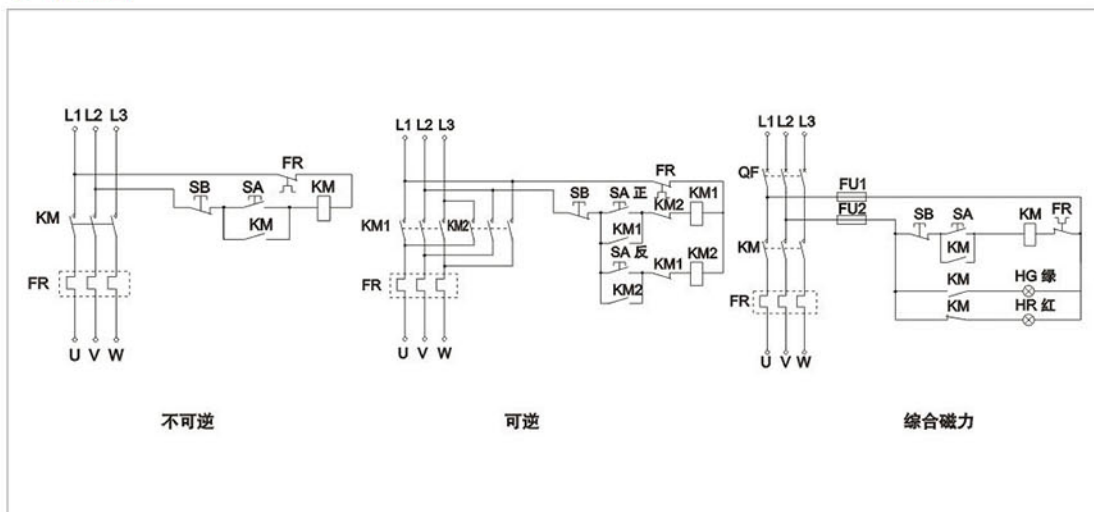 L1 L2 L3
FR
SB SA KM
KM
KM
FR
U V W
不可逆
L1 L2 L3
FR
SB SA 正 KM1
KM2
KM1 KM2
KM1
SA 反 KM2
KM1
FR
KM2
U V W
可逆
L1 L2 L3
QF
FU1
FU2
SB SA KM FR
KM
KM
KM HG 绿
KM HR 紅
FR
U V W
综合磁力